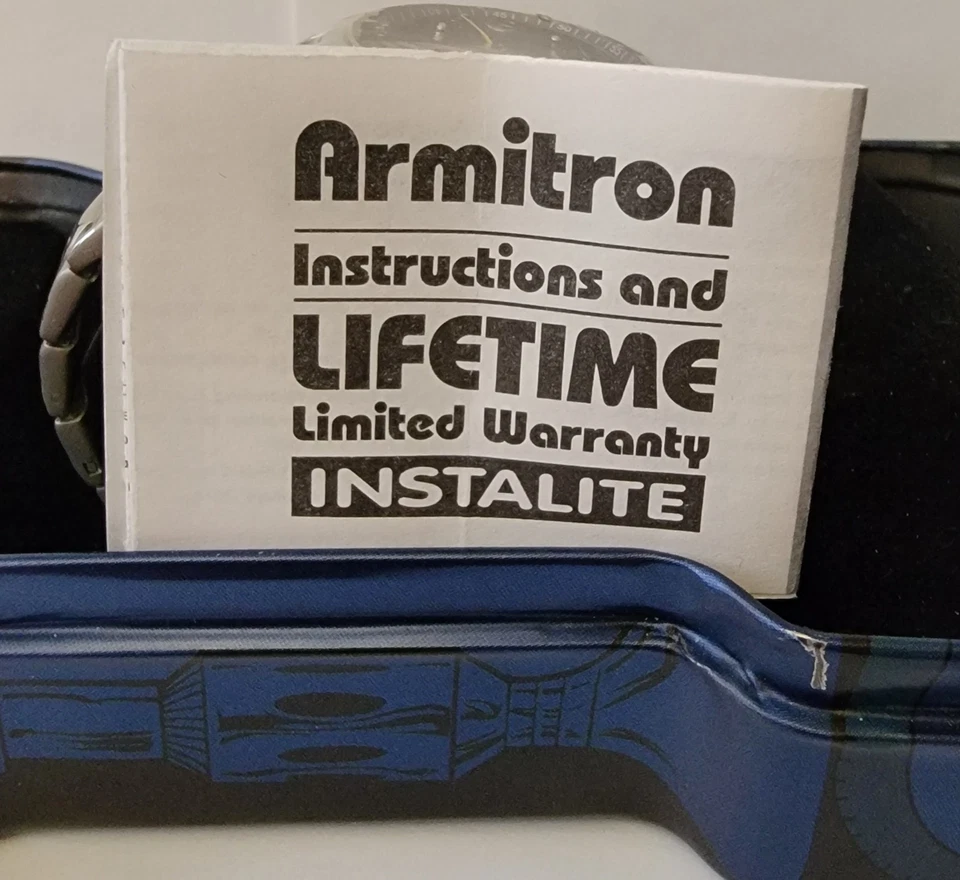 Armitron
Instructions and
LIFETIME
Limited Warranty
INSTALITE